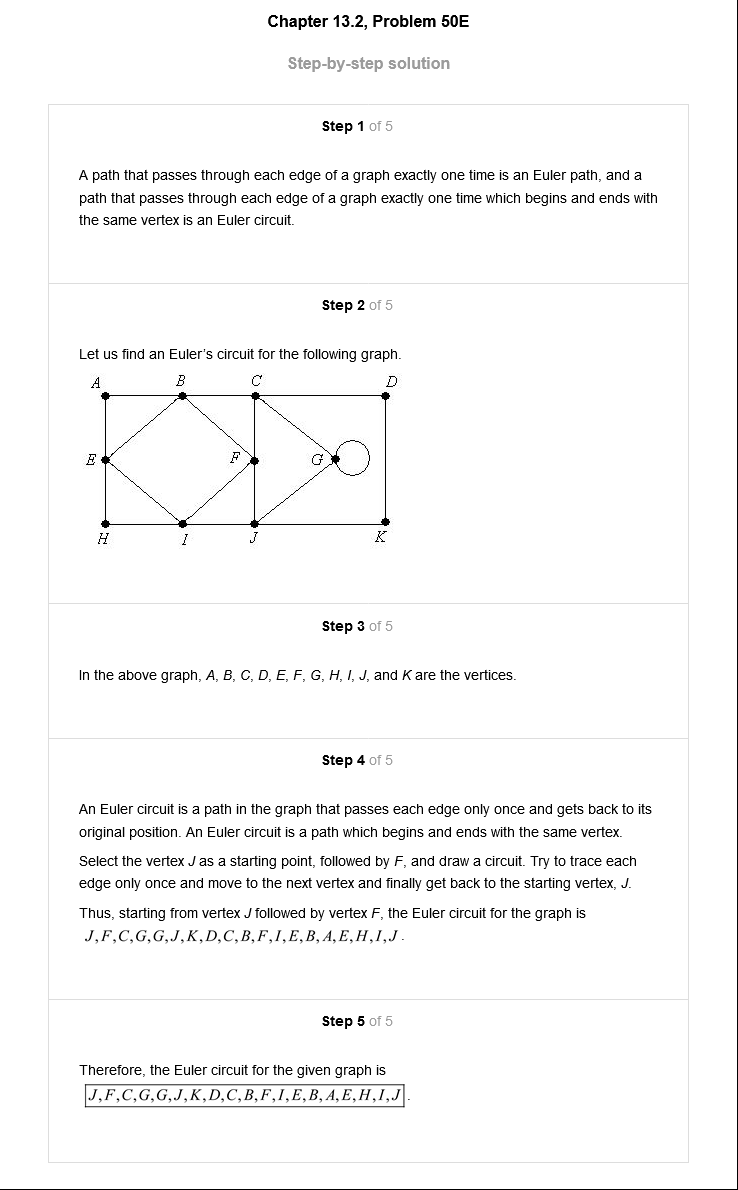 Chapter 13.2, Problem 50E
Step-by-step solution
Step 1 of 5
A path that passes through each edge of a graph exactly one time is an Euler path, and a
path that passes through each edge of a graph exactly one time which begins and ends with
the same vertex is an Euler circuit.
Step 2 of 5
Let us find an Euler's circuit for the following graph.
A B C D
E F G
H I J K
Step 3 of 5
In the above graph, A, B, C, D, E, F, G, H, I, J, and K are the vertices.
Step 4 of 5
An Euler circuit is a path in the graph that passes each edge only once and gets back to its
original position. An Euler circuit is a path which begins and ends with the same vertex.
Select the vertex J as a starting point, followed by F, and draw a circuit. Try to trace each
edge only once and move to the next vertex and finally get back to the starting vertex, J.
Thus, starting from vertex J followed by vertex F, the Euler circuit for the graph is
J,F,C,G,G,J,K,D,C,B,F,I,E,B,A,E,H,I,J.
Step 5 of 5
Therefore, the Euler circuit for the given graph is
J,F,C,G,G,J,K,D,C,B,F,I,E,B,A,E,H,I,J.